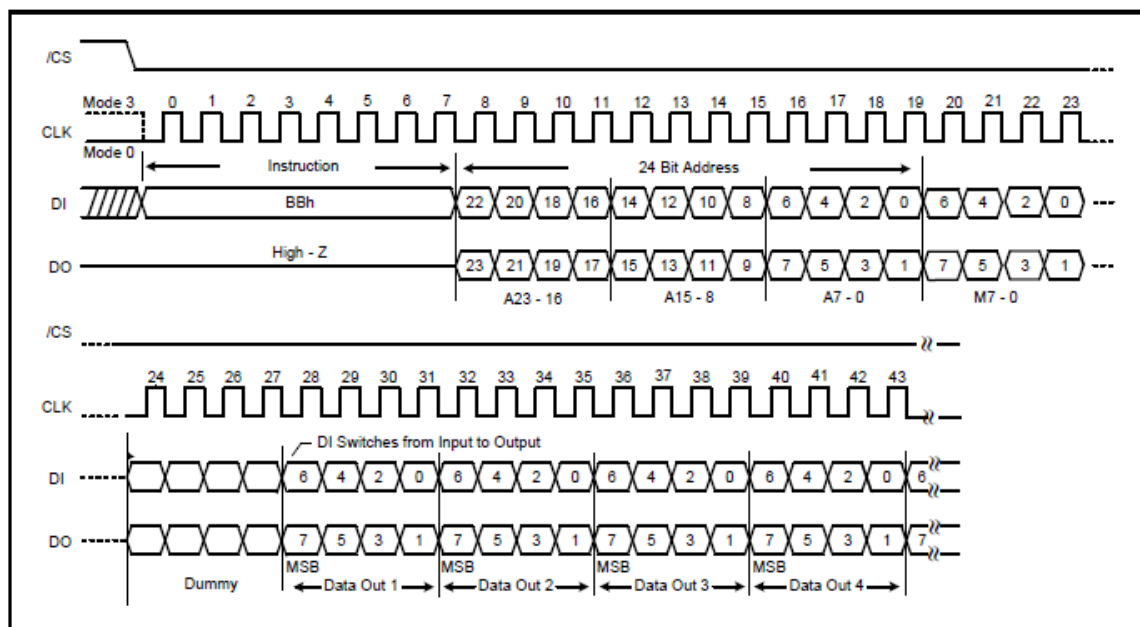 /CS
Mode 3 0 1 2 3 4 5 6 7 8 9 10 11 12 13 14 15 16 17 18 19 20 21 22 23
CLK
Mode 0
Instruction 24 Bit Address
DI BBh 22 20 18 16 14 12 10 8 6 4 2 0 6 4 2 0
High - Z
DO 23 21 19 17 15 13 11 9 7 5 3 1 7 5 3 1
A23 - 16 A15 - 8 A7 - 0 M7 - 0
/CS
24 25 26 27 28 29 30 31 32 33 34 35 36 37 38 39 40 41 42 43
CLK
DI Switches from Input to Output
DI 6 4 2 0 6 4 2 0 6 4 2 0 6 4 2 0 6
DO 7 5 3 1 7 5 3 1 7 5 3 1 7 5 3 1 7
MSB MSB MSB MSB
Dummy Data Out 1 Data Out 2 Data Out 3 Data Out 4